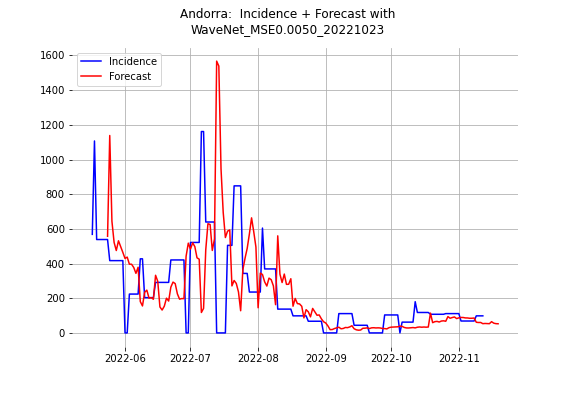 Andorra:  Incidence + Forecast with
WaveNet_MSE0.0050_20221023
Incidence
Forecast
1600
1400
1200
1000
800
600
400
200
0
2022-06 2022-07 2022-08 2022-09 2022-10 2022-11